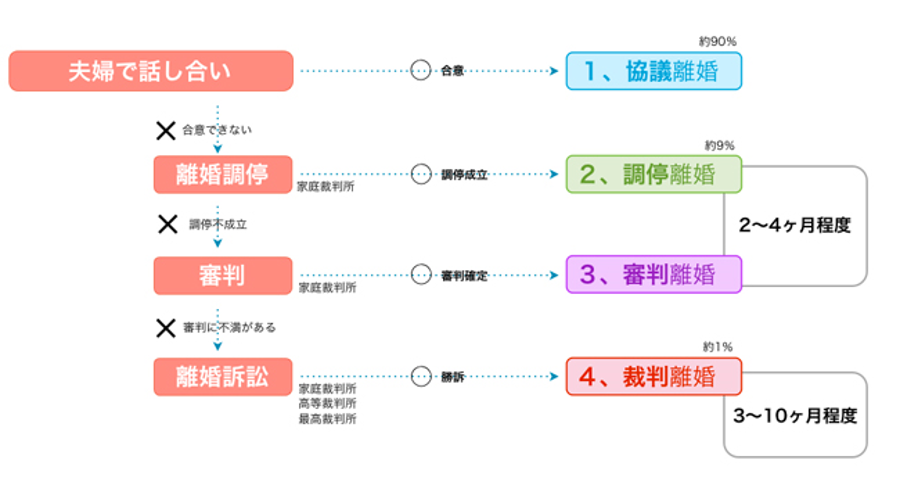 約90%
夫婦で話し合い
合意
1、協議離婚
合意できない
約9%
離婚調停
家庭裁判所
調停成立
2、調停離婚
調停不成立
2〜4ヶ月程度
審判
家庭裁判所
審判確定
3、審判離婚
審判に不満がある
約1%
離婚訴訟
家庭裁判所
高等裁判所
最高裁判所
勝訴
4、裁判離婚
3〜10ヶ月程度